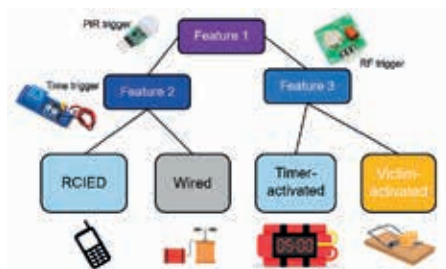 PIR trigger
Feature 1
RF trigger
Time trigger
Feature 2
Feature 3
RCIED
Wired
Timer-
activated
Victim-
activated
05:00